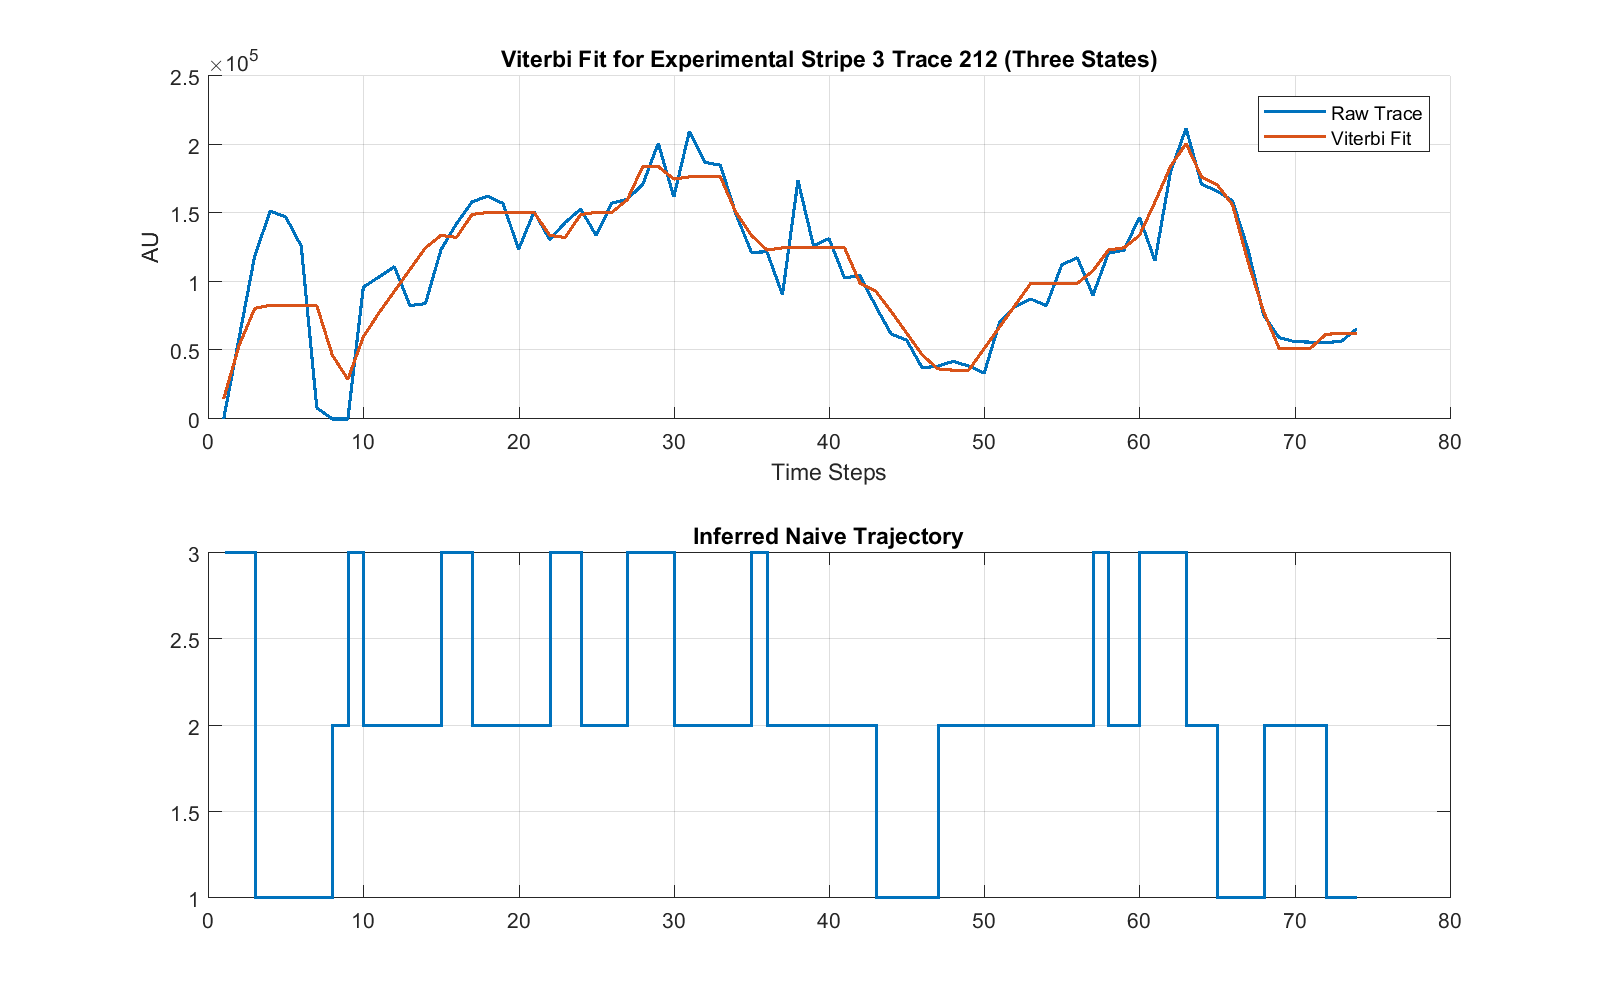 Viterbi Fit for Experimental Stripe 3 Trace 212 (Three States)
×10⁵
2.5
2
1.5
1
0.5
0
AU
Raw Trace
Viterbi Fit
0 10 20 30 40 50 60 70 80
Time Steps
Inferred Naive Trajectory
3
2.5
2
1.5
1
0 10 20 30 40 50 60 70 80